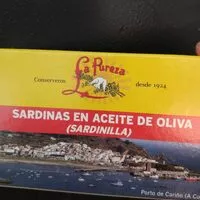 La Pureza
Conserveros desde 1924
SARDINAS EN ACEITE DE OLIVA
(SARDINILLA)
Porto de Cariño (A Co